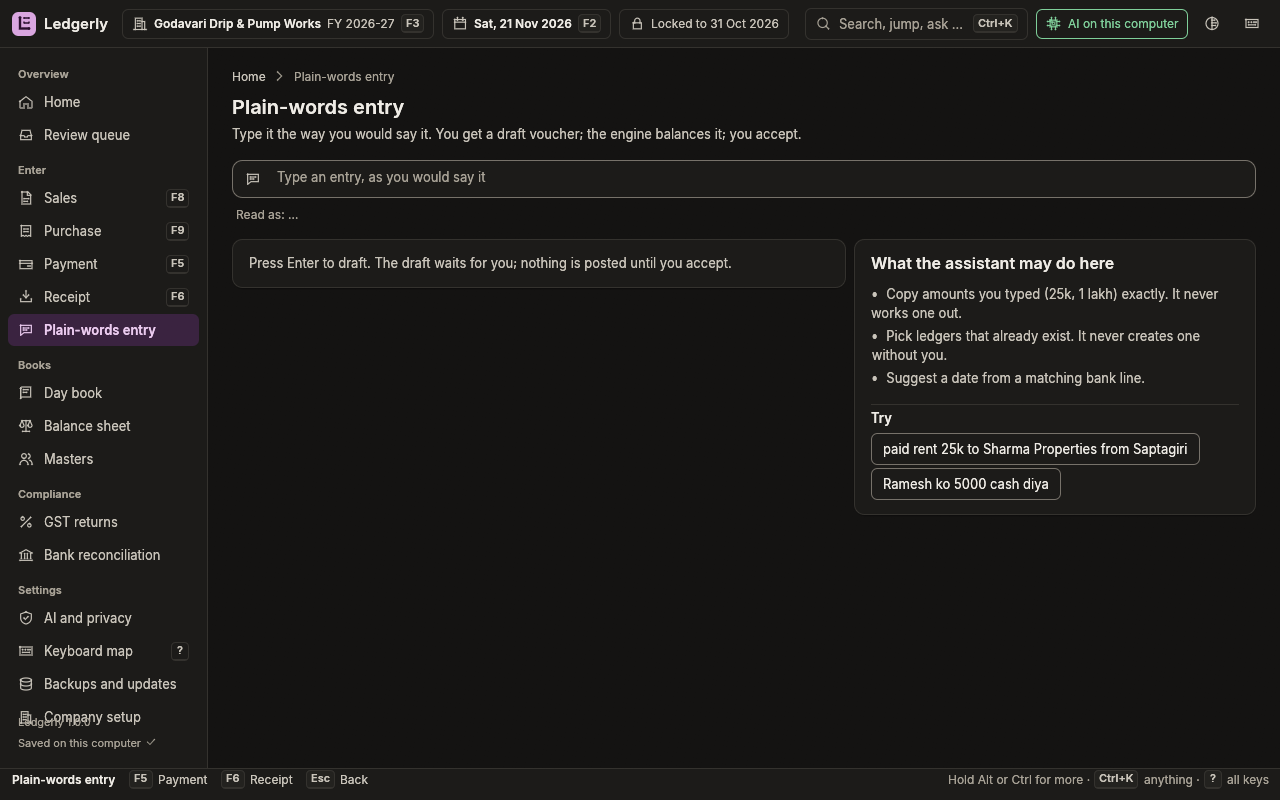 Ledgerly
Godavari Drip & Pump Works FY 2026-27 F3
Sat, 21 Nov 2026 F2
Locked to 31 Oct 2026
Search, jump, ask ... Ctrl+K
AI on this computer
Overview
Home
Review queue
Enter
Sales F8
Purchase F9
Payment F5
Receipt F6
Plain-words entry
Books
Day book
Balance sheet
Masters
Compliance
GST returns
Bank reconciliation
Settings
AI and privacy
Keyboard map ?
Backups and updates
Company setup
Ledgerly 1.0.0
Saved on this computer
Home > Plain-words entry
Plain-words entry
Type it the way you would say it. You get a draft voucher; the engine balances it; you accept.
Type an entry, as you would say it
Read as: ...
Press Enter to draft. The draft waits for you; nothing is posted until you accept.
What the assistant may do here
• Copy amounts you typed (25k, 1 lakh) exactly. It never
works one out.
• Pick ledgers that already exist. It never creates one
without you.
• Suggest a date from a matching bank line.
Try
paid rent 25k to Sharma Properties from Saptagiri
Ramesh ko 5000 cash diya
Plain-words entry F5 Payment F6 Receipt Esc Back
Hold Alt or Ctrl for more · Ctrl+K anything · ? all keys